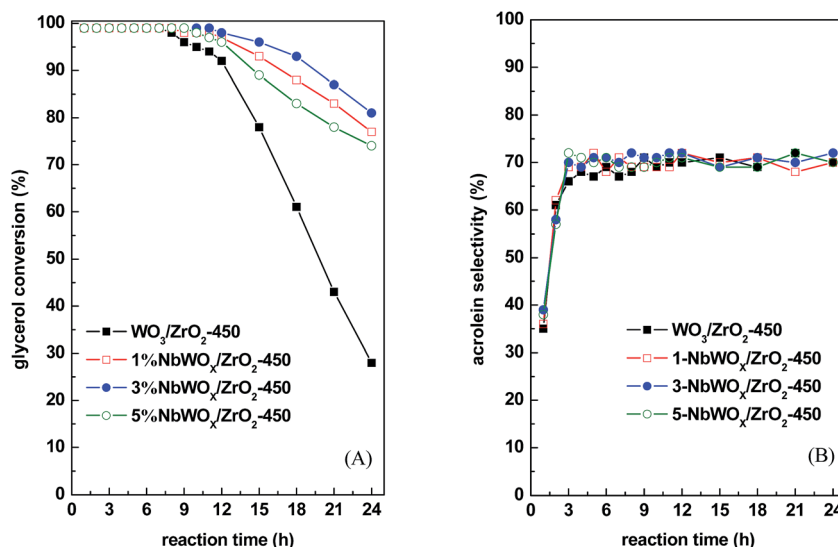 100
90
80
70
60
50
40
30
20
10
0
glycerol conversion (%)
WO₃/ZrO₂-450
1%NbWOₓ/ZrO₂-450
3%NbWOₓ/ZrO₂-450
5%NbWOₓ/ZrO₂-450
(A)
0 3 6 9 12 15 18 21 24
reaction time (h)
100
90
80
70
60
50
40
30
20
10
0
acrolein selectivity (%)
WO₃/ZrO₂-450
1-NbWOₓ/ZrO₂-450
3-NbWOₓ/ZrO₂-450
5-NbWOₓ/ZrO₂-450
(B)
0 3 6 9 12 15 18 21 24
reaction time (h)